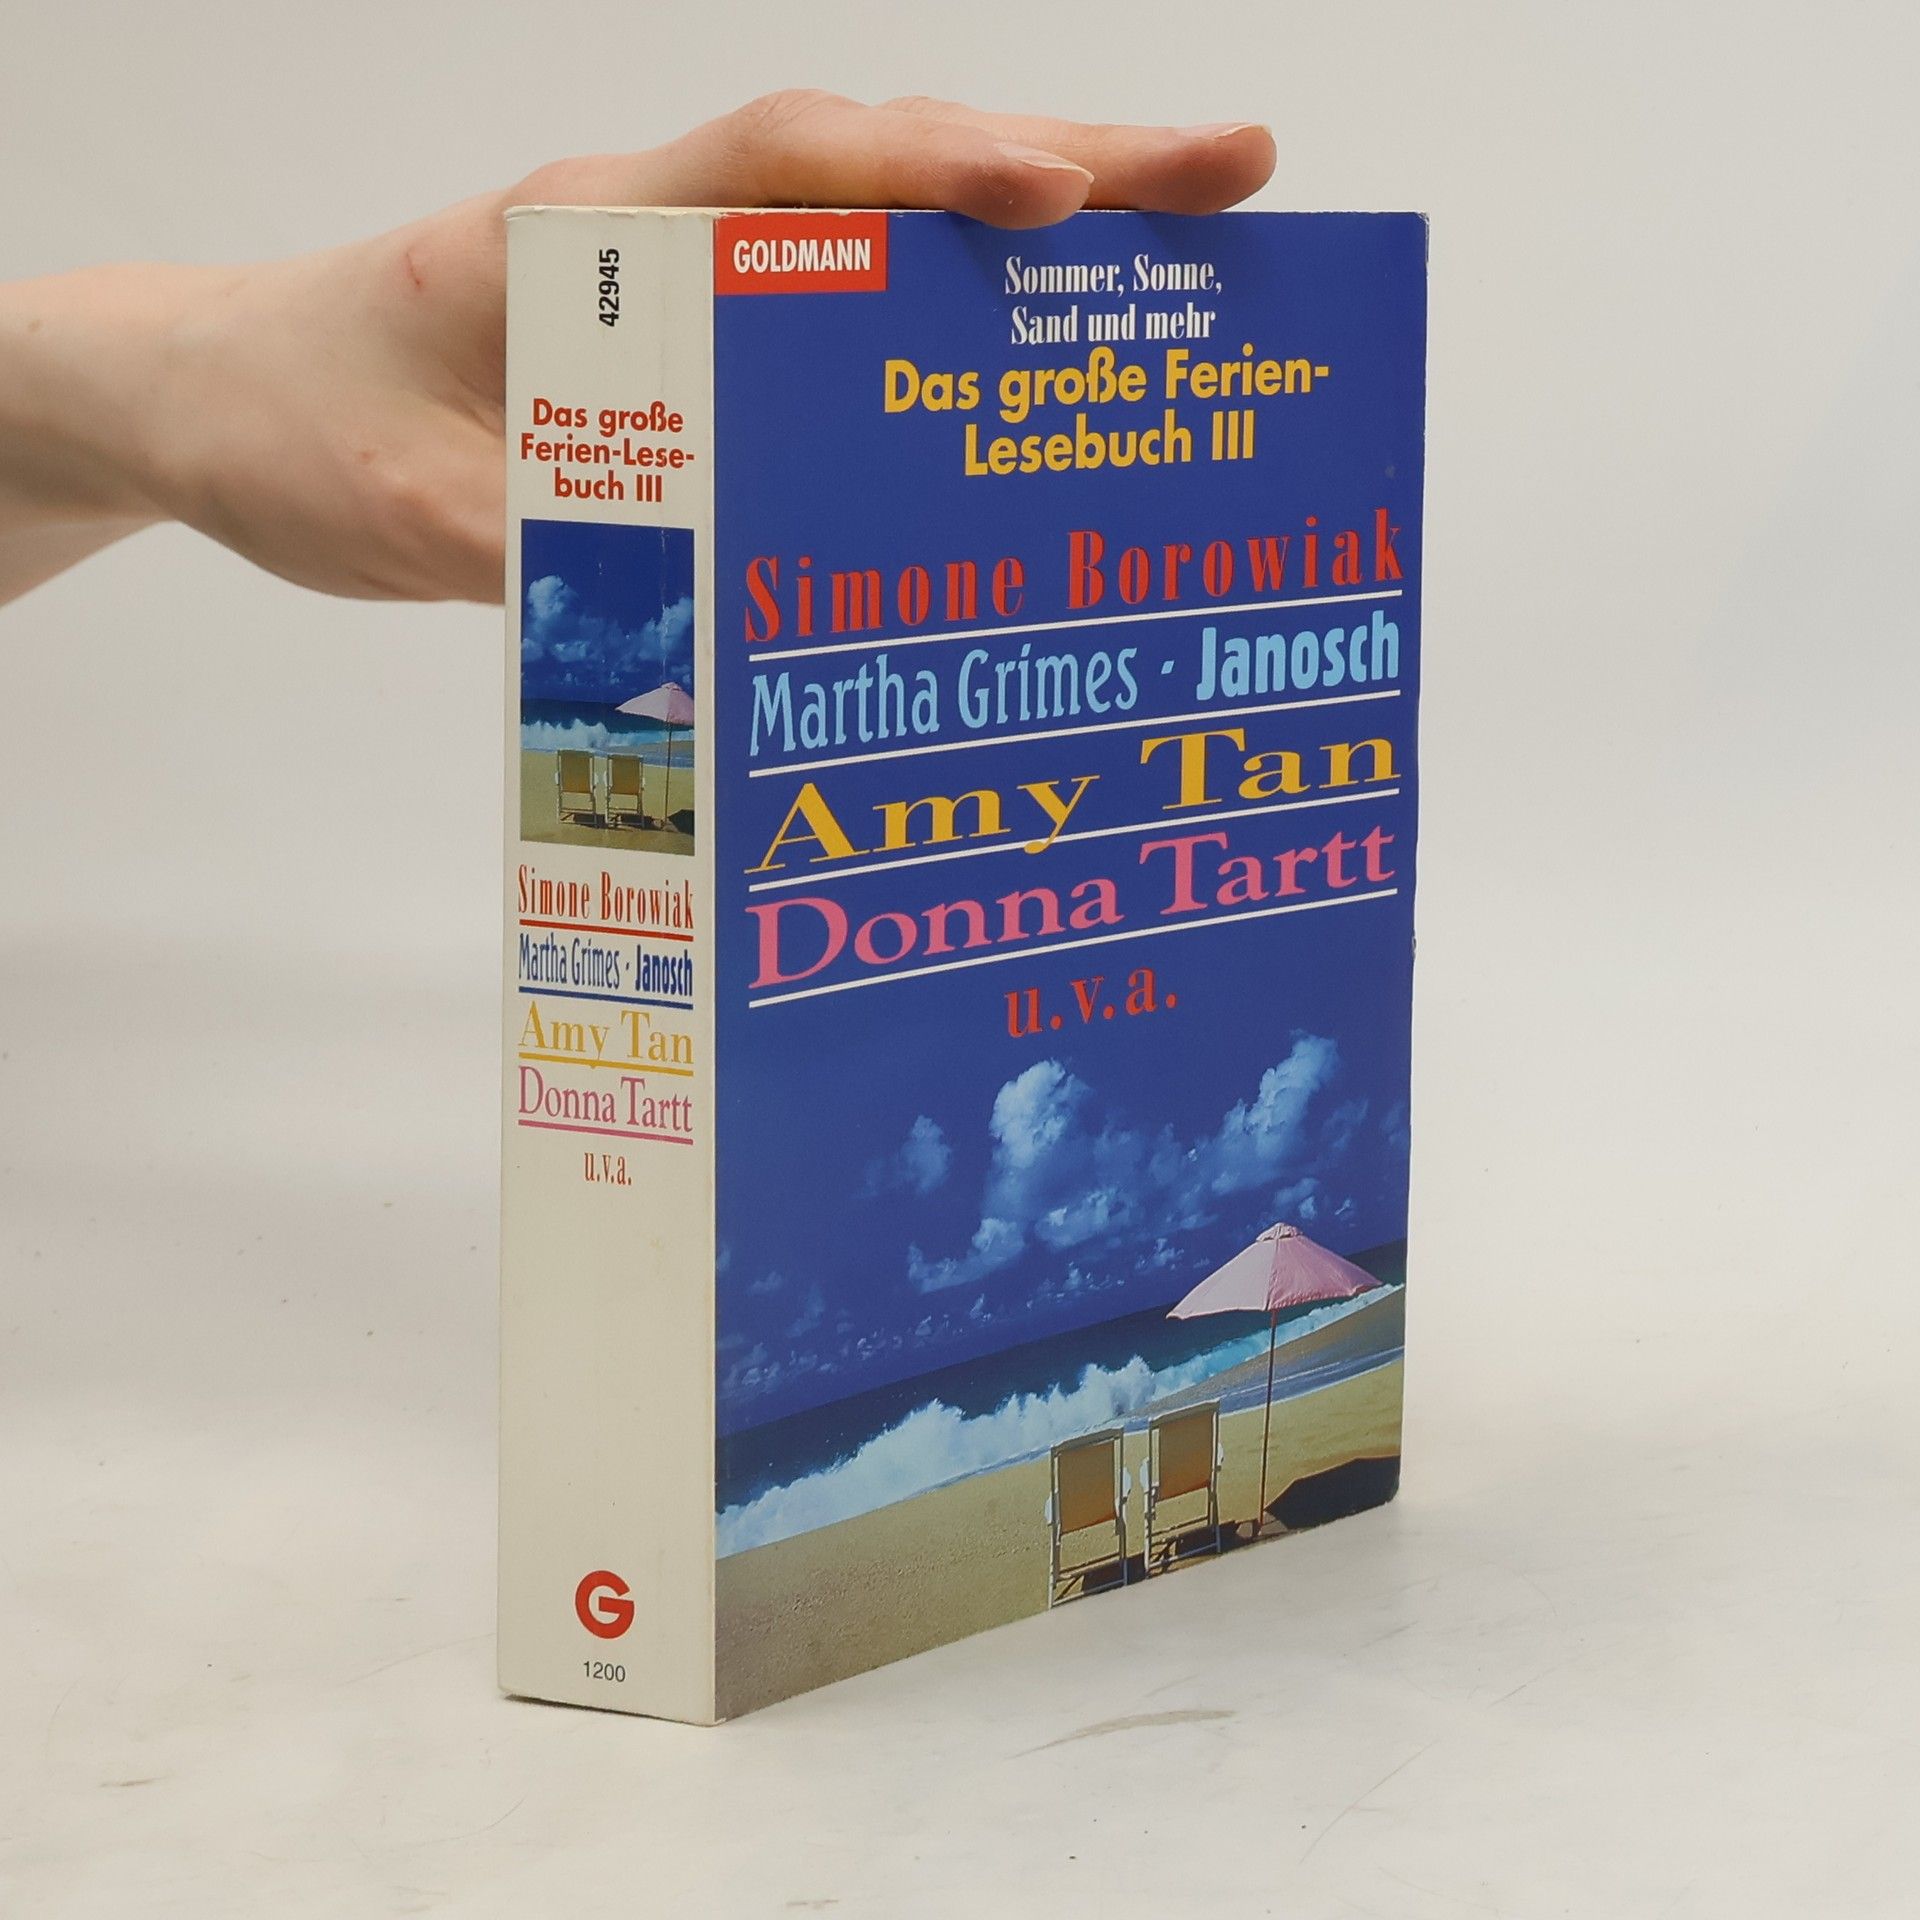 42945
Das große
Ferien-Lese-
buch III
Simone Borowiak
Martha Grimes · Janosch
Amy Tan
Donna Tartt
u.v.a.
G
1200
GOLDMANN
Sommer, Sonne,
Sand und mehr
Das große Ferien-
Lesebuch III
Simone Borowiak
Martha Grimes · Janosch
Amy Tan
Donna Tartt
u.v.a.